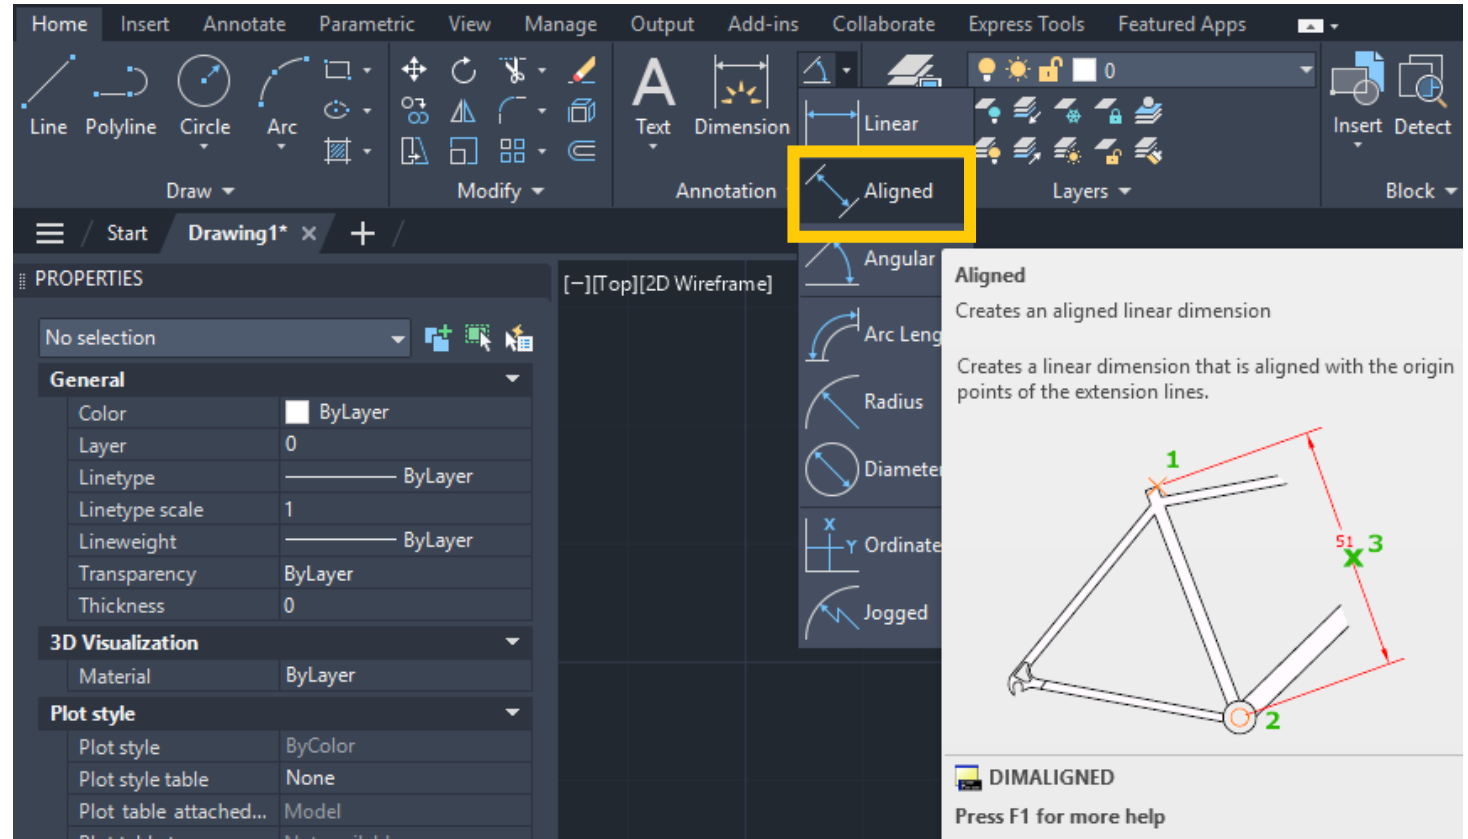 Home Insert Annotate Parametric View Manage Output Add-ins Collaborate Express Tools Featured Apps
0
Line Polyline Circle Arc Text Dimension Insert Detect
Draw Modify Annotation Layers Block
Linear
Aligned
Angular
Arc Leng
Radius
Diameter
X
Y Ordinate
Jogged
Start Drawing1*
PROPERTIES
[−][Top][2D Wireframe]
No selection
General
Color ByLayer
Layer 0
Linetype ByLayer
Linetype scale 1
Lineweight ByLayer
Transparency ByLayer
Thickness 0
3D Visualization
Material ByLayer
Plot style
Plot style ByColor
Plot style table None
Plot table attached... Model
Aligned
Creates an aligned linear dimension
Creates a linear dimension that is aligned with the origin
points of the extension lines.
1
51 3
2
DIMALIGNED
Press F1 for more help